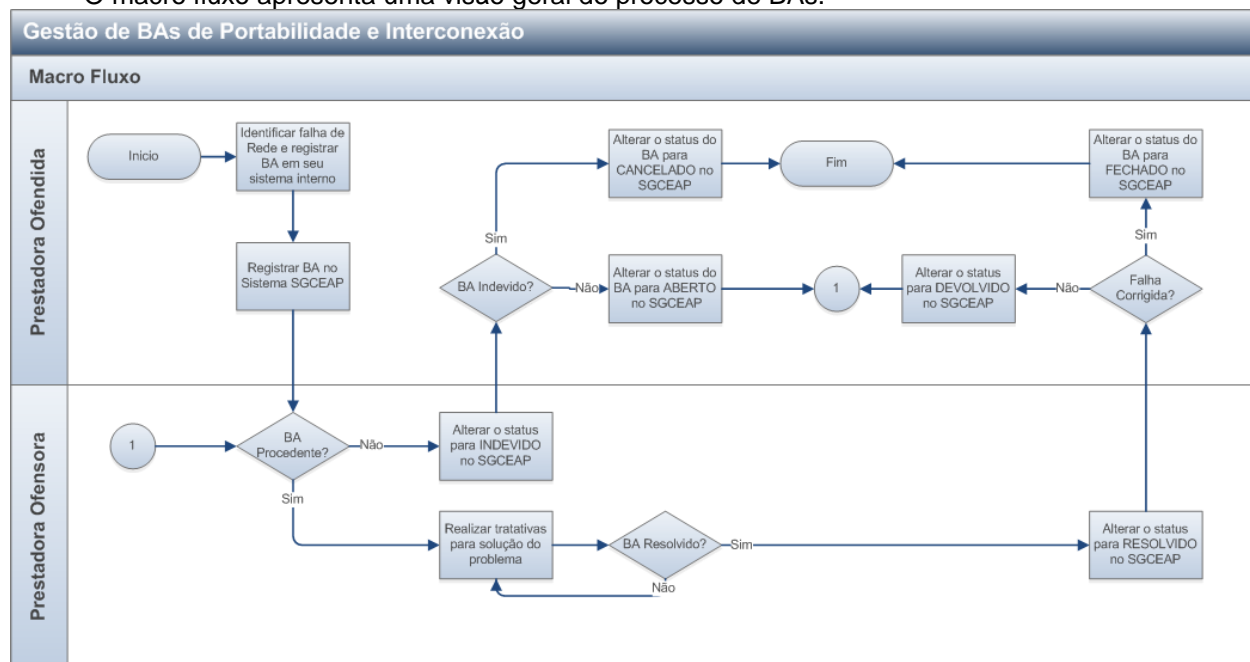 O macro fluxo apresenta uma visão geral do processo de BAs.
Gestão de BAs de Portabilidade e Interconexão
Macro Fluxo
Prestadora Ofendida
Inicio
Identificar falha de
Rede e registrar
BA em seu
sistema interno
Registrar BA no
Sistema SGCEAP
Alterar o status do
BA para
CANCELADO no
SGCEAP
Fim
Alterar o status do
BA para
FECHADO no
SGCEAP
Sim
Sim
BA Indevido?
Não
Alterar o status do
BA para ABERTO
no SGCEAP
1
Alterar o status
para DEVOLVIDO
no SGCEAP
Não
Falha
Corrigida?
Prestadora Ofensora
1
BA
Procedente?
Não
Alterar o status
para INDEVIDO
no SGCEAP
Sim
Realizar tratativas
para solução do
problema
BA Resolvido?
Sim
Não
Alterar o status
para RESOLVIDO
no SGCEAP